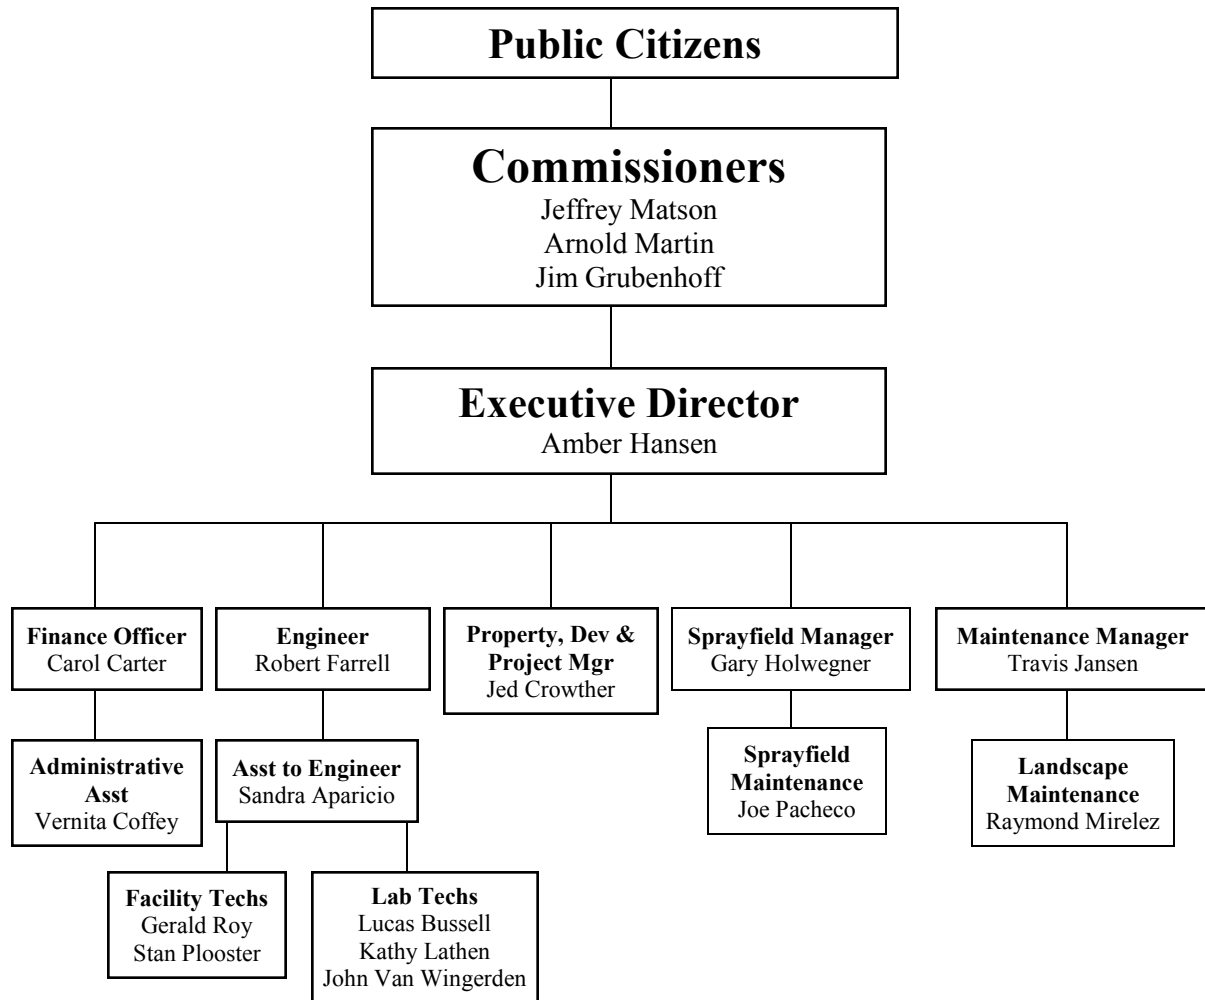 Public Citizens
Commissioners
Jeffrey Matson
Arnold Martin
Jim Grubenhoff
Executive Director
Amber Hansen
Finance Officer
Carol Carter
Engineer
Robert Farrell
Property, Dev &
Project Mgr
Jed Crowther
Sprayfield Manager
Gary Holwegner
Maintenance Manager
Travis Jansen
Administrative
Asst
Vernita Coffey
Asst to Engineer
Sandra Aparicio
Sprayfield
Maintenance
Joe Pacheco
Landscape
Maintenance
Raymond Mirelez
Facility Techs
Gerald Roy
Stan Plooster
Lab Techs
Lucas Bussell
Kathy Lathen
John Van Wingerden